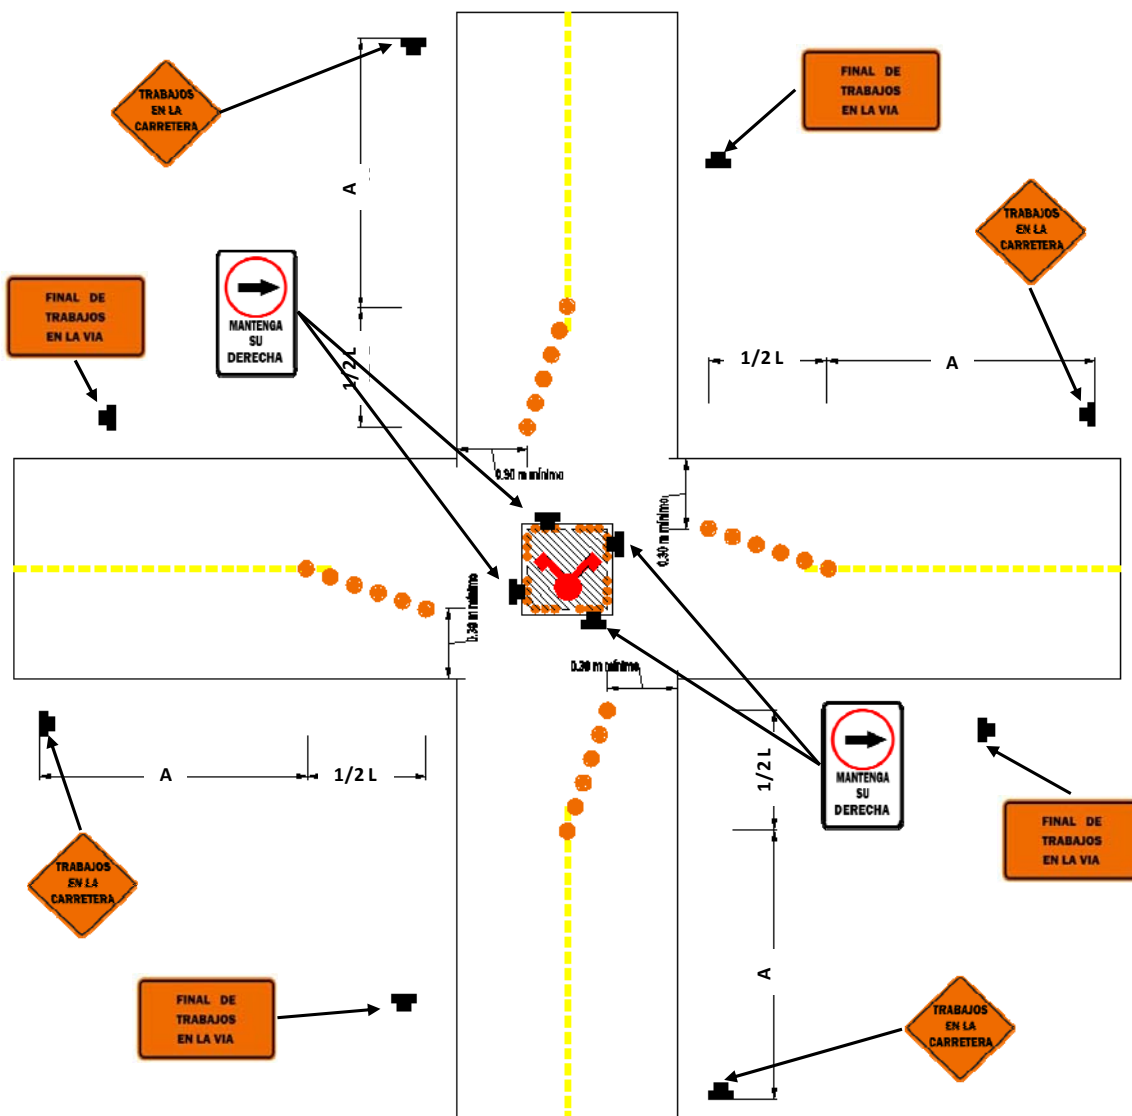 TRABAJOS
EN LA
CARRETERA
FINAL DE
TRABAJOS
EN LA VIA
A
TRABAJOS
EN LA
CARRETERA
MANTENGA
SU
DERECHA
FINAL DE
TRABAJOS
EN LA VIA
1/2 L
1/2 L
A
0.90 m mínimo
0.30 m mínimo
0.30 m mínimo
0.30 m mínimo
A
1/2 L
1/2 L
MANTENGA
SU
DERECHA
FINAL DE
TRABAJOS
EN LA VIA
TRABAJOS
EN LA
CARRETERA
A
FINAL DE
TRABAJOS
EN LA VIA
TRABAJOS
EN LA
CARRETERA